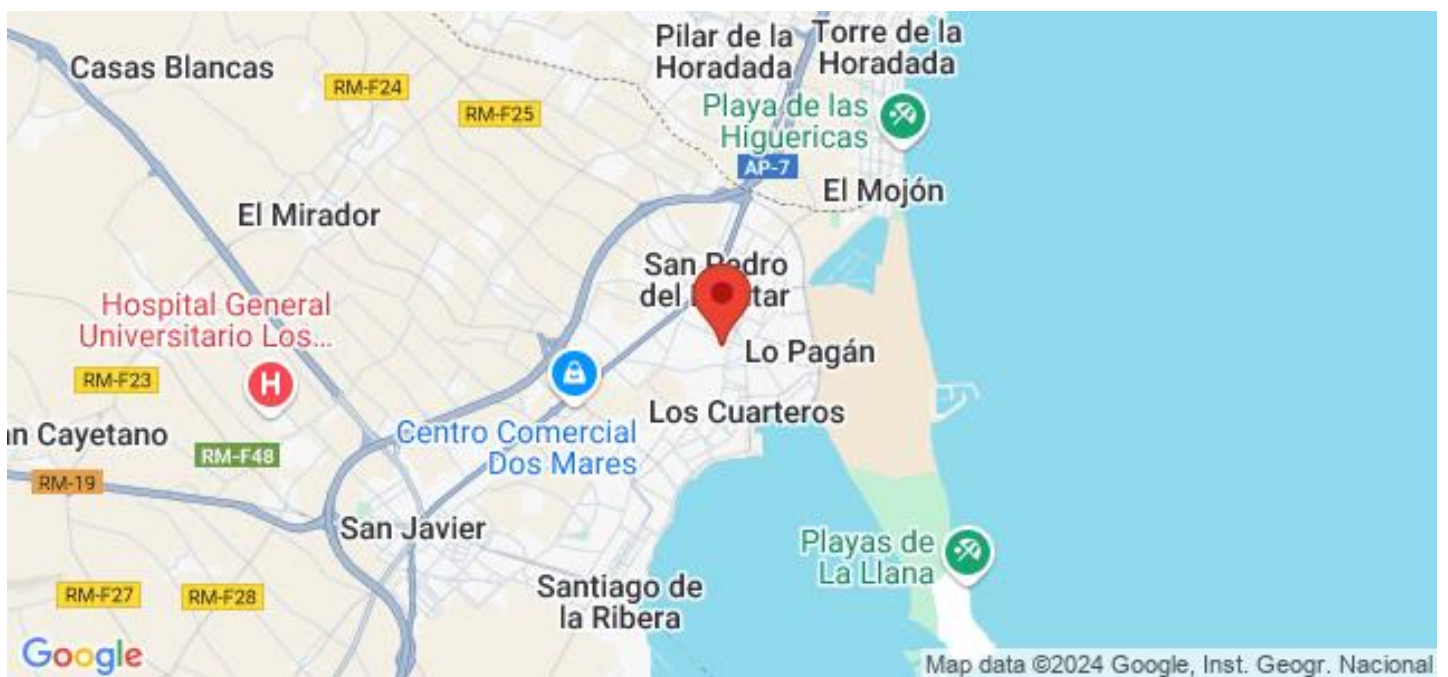 Pilar de la
Horadada
Torre de la
Horadada
Casas Blancas
RM-F24
RM-F25
Playa de las
Higuericas
AP-7
El Mojón
El Mirador
San Pedro
Hospital General
Universitario Los...
Lo Pagán
RM-F23
Los Cuarteros
n Cayetano
Centro Comercial
Dos Mares
RM-F48
RM-19
San Javier
Playas de
La Llana
Santiago de
la Ribera
RM-F27
RM-F28
Google
Map data ©2024 Google, Inst. Geogr. Nacional